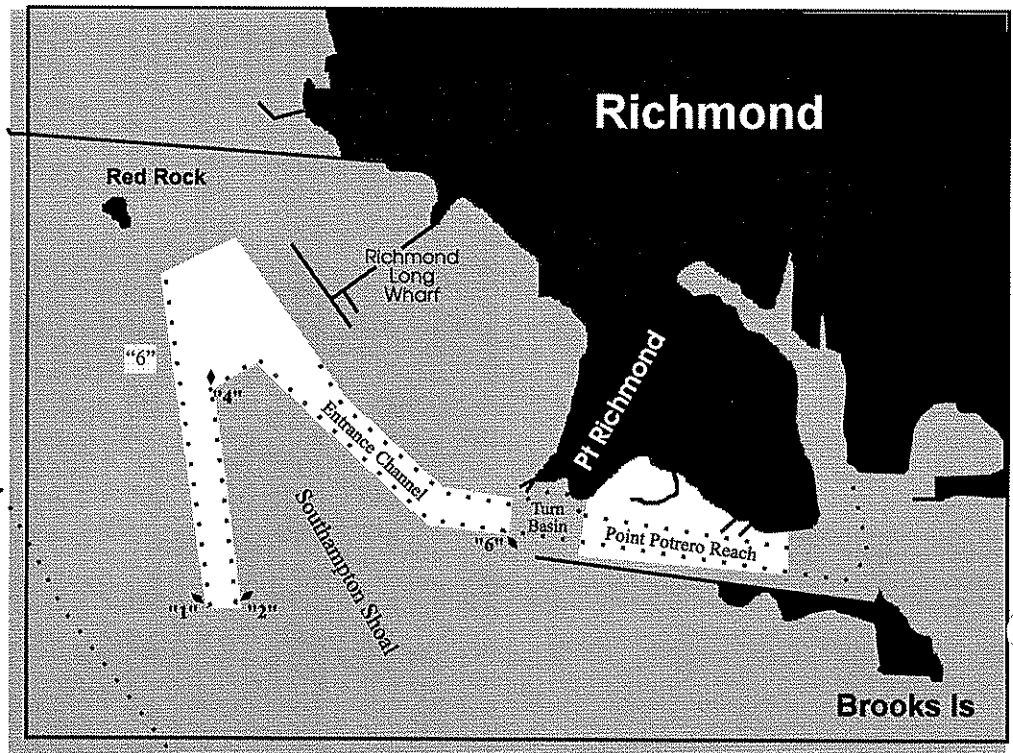 Richmond
Red Rock
Richmond
Long
Wharf
"6"
"4"
Pt Richmond
Entrance Channel
Turn
Basin
"6"
Point Potrero Reach
Southampton Shoal
"1"
"2"
Brooks Is